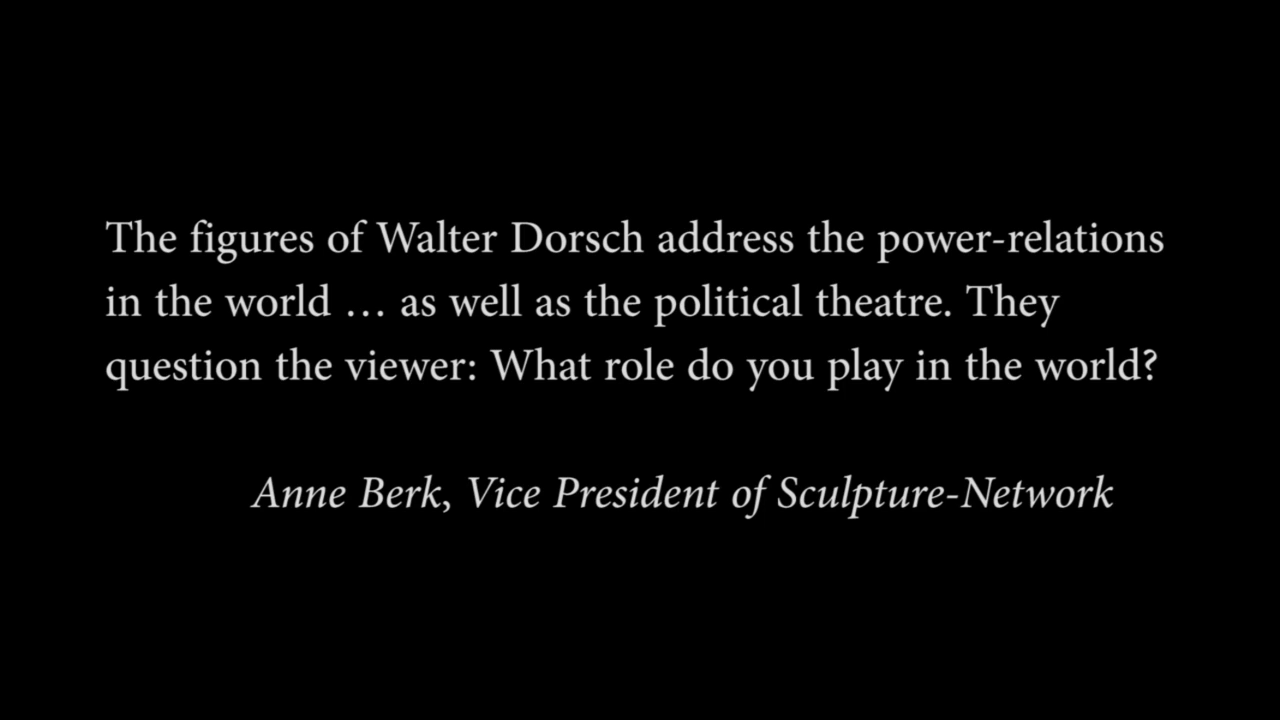 The figures of Walter Dorsch address the power-relations
in the world … as well as the political theatre. They
question the viewer: What role do you play in the world?
Anne Berk, Vice President of Sculpture-Network